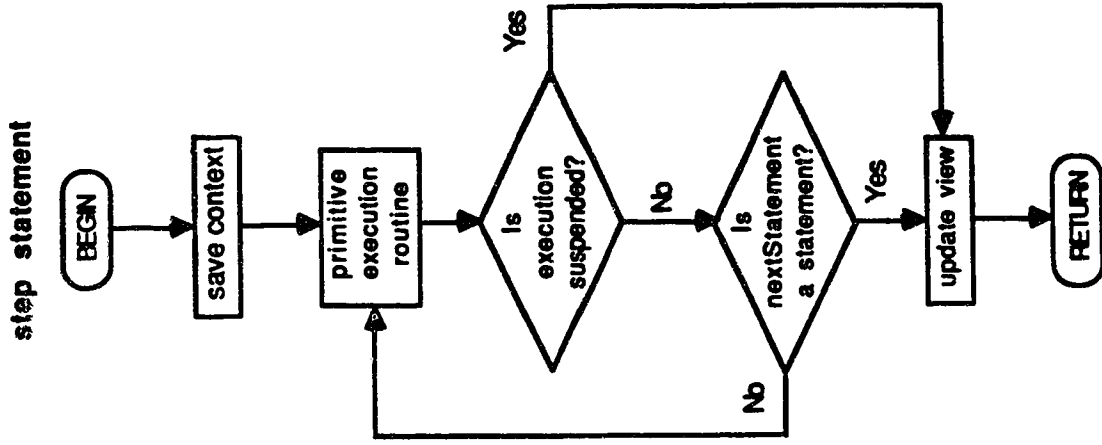 step statement
BEGIN
save context
primitive
execution
routine
Is
execution
suspended?
Yes
No
Is
nextStatement
a statement?
No
Yes
update view
RETURN